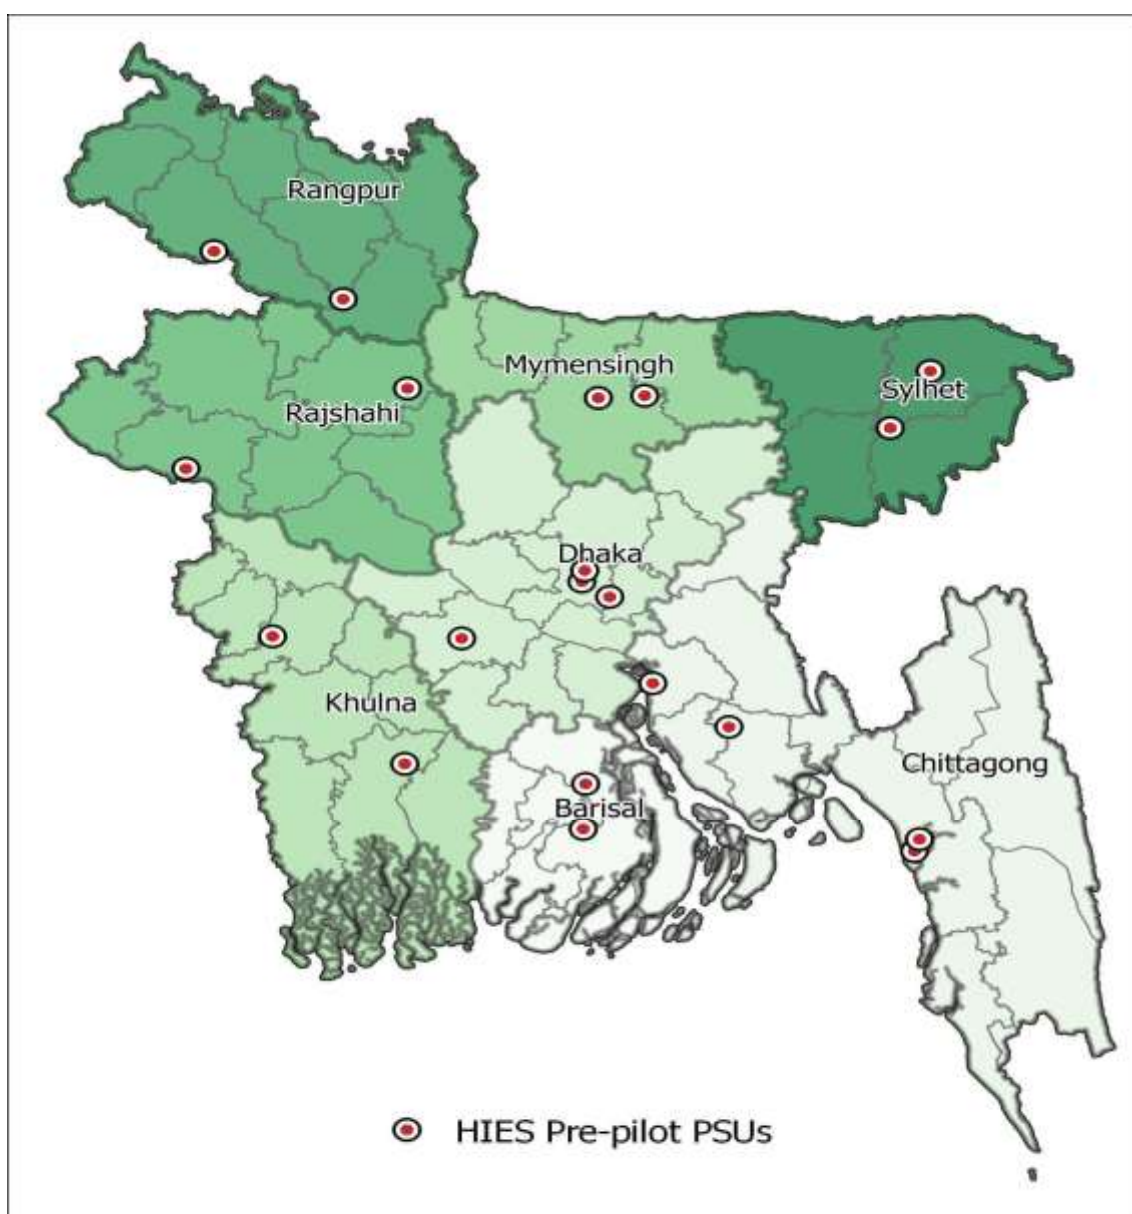 Rangpur
Mymensingh
Sylhet
Rajshahi
Dhaka
Khulna
Chittagong
Barisal
HIES Pre-pilot PSUs